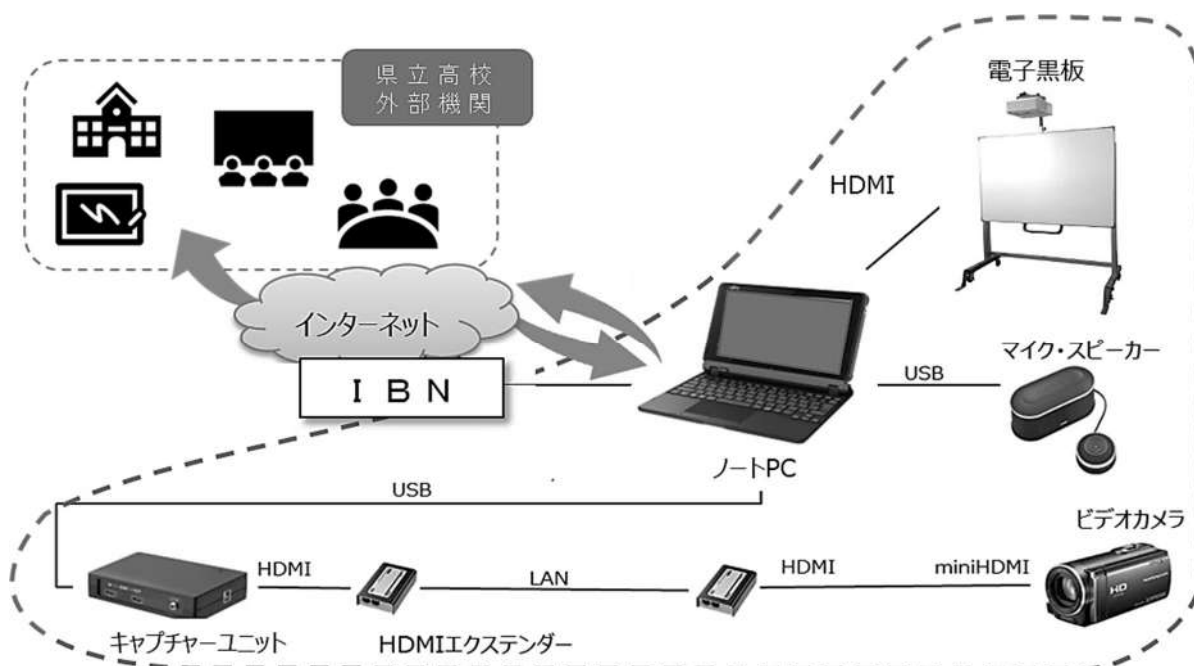 県立高校
外部機関
電子黒板
HDMI
インターネット
IBN
マイク・スピーカー
USB
ノートPC
USB
ビデオカメラ
HDMI
LAN
HDMI
miniHDMI
キャプチャーユニット
HDMIエクステンダー